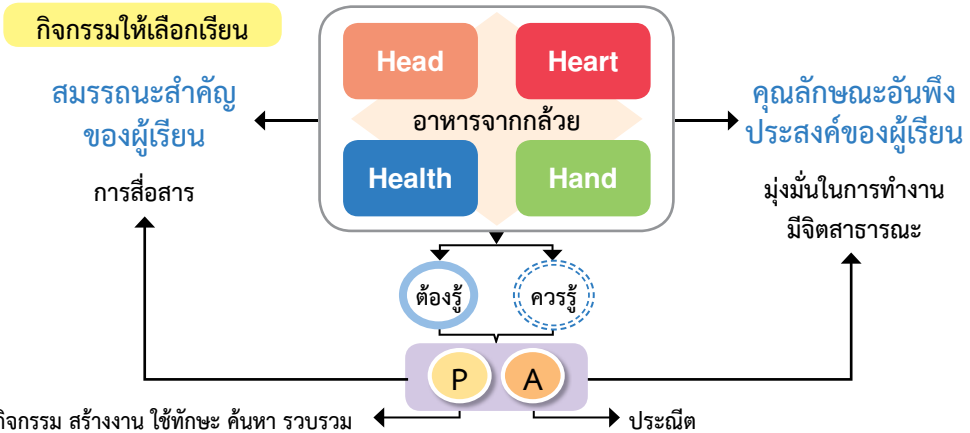 กิจกรรมให้เลือกเรียน
Head
Heart
อาหารจากกล้วย
Health
Hand
สมรรถนะสำคัญ
ของผู้เรียน
การสื่อสาร
คุณลักษณะอันพึง
ประสงค์ของผู้เรียน
มุ่งมั่นในการทำงาน
มีจิตสาธารณะ
ต้องรู้
ควรรู้
P
A
กิจกรรม สร้างงาน ใช้ทักษะ ค้นหา รวบรวม
ประณีต